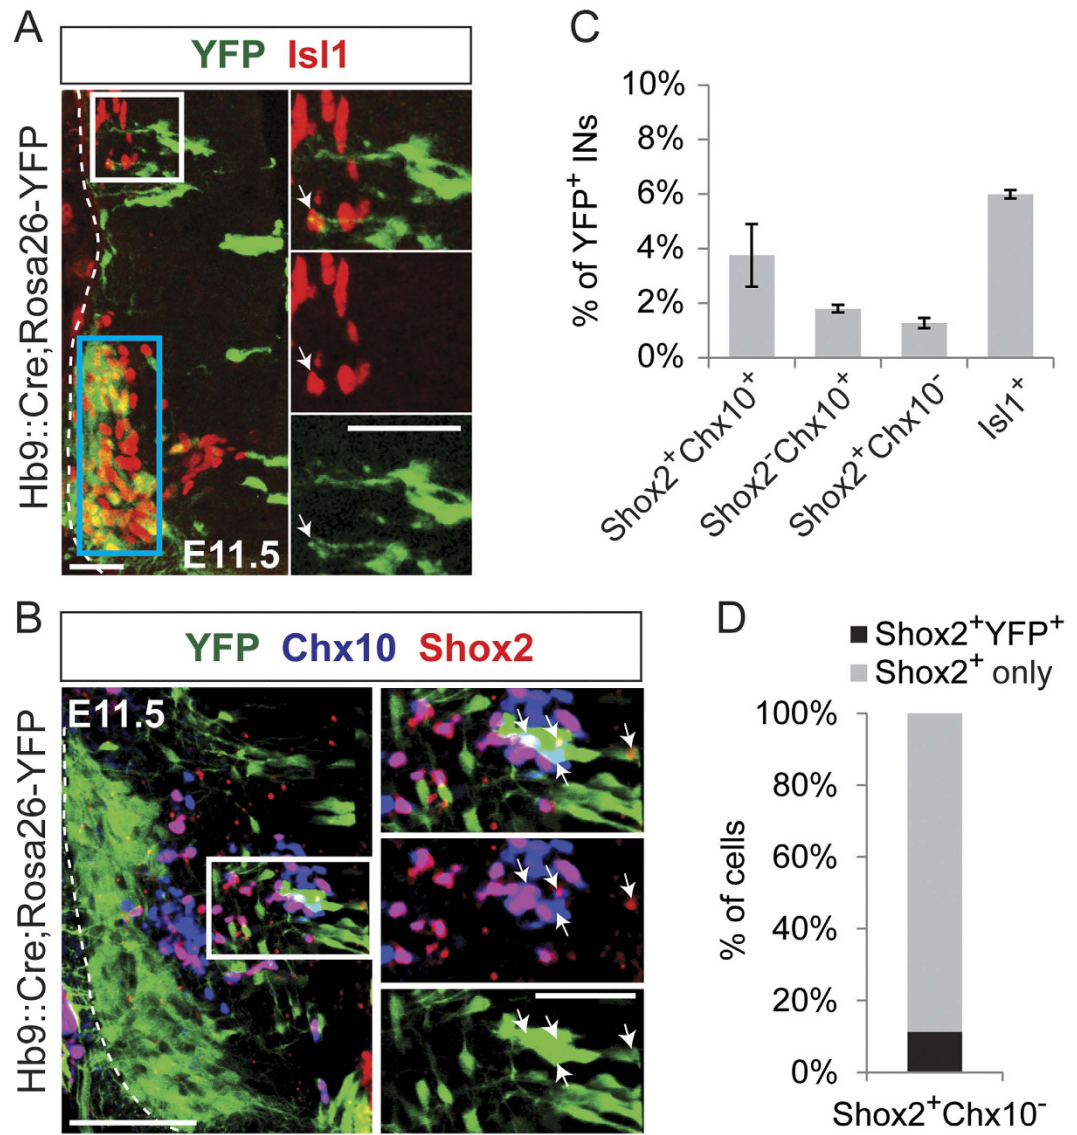 A
YFP Isl1
Hb9::Cre;Rosa26-YFP
E11.5
B
YFP Chx10 Shox2
Hb9::Cre;Rosa26-YFP
E11.5
C
% of YFP⁺ INs
10%
8%
6%
4%
2%
0%
Shox2⁺Chx10⁺
Shox2⁻Chx10⁺
Shox2⁺Chx10⁻
Isl1⁺
D
Shox2⁺YFP⁺
Shox2⁺ only
% of cells
100%
80%
60%
40%
20%
0%
Shox2⁺Chx10⁻